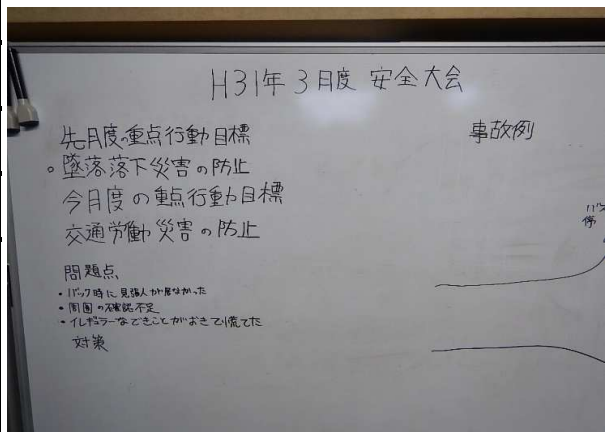 H31年 3月度 安全大会
先月度の重点行動目標
。墜落落下災害の防止
今月度の重点行動目標
交通労働災害の防止
問題点
・バック時に見張人が居なかった
・周囲の確認不足
・イレギュラーなできことがおきて慌てた
対策
事故例
バス
停